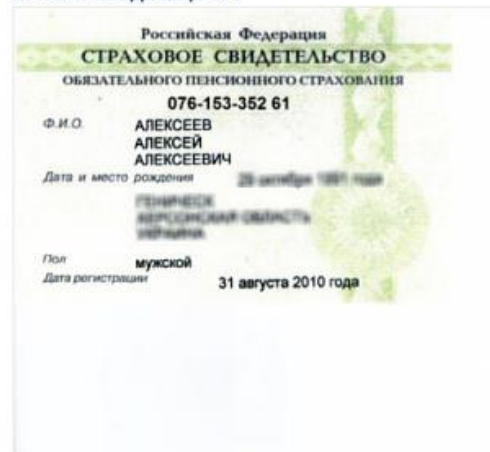 Российская Федерация
СТРАХОВОЕ СВИДЕТЕЛЬСТВО
ОБЯЗАТЕЛЬНОГО ПЕНСИОННОГО СТРАХОВАНИЯ
076-153-352 61
Ф.И.О. АЛЕКСЕЕВ
АЛЕКСЕЙ
АЛЕКСЕЕВИЧ
Дата и место рождения
Пол мужской
Дата регистрации 31 августа 2010 года